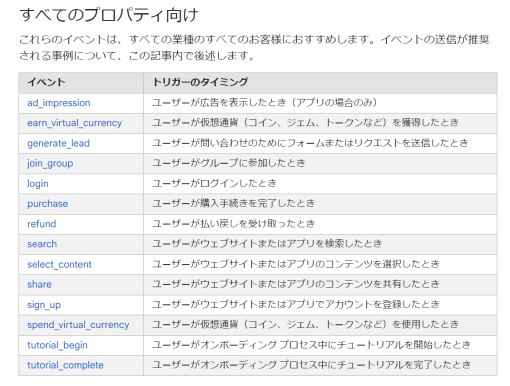 すべてのプロパティ向け
これらのイベントは、すべての業種のすべてのお客様におすすめします。イベントの送信が推奨
される事例について、この記事内で後述します。
イベント トリガーのタイミング
ad_impression ユーザーが広告を表示したとき（アプリの場合のみ）
earn_virtual_currency ユーザーが仮想通貨（コイン、ジェム、トークンなど）を獲得したとき
generate_lead ユーザーが問い合わせのためにフォームまたはリクエストを送信したとき
join_group ユーザーがグループに参加したとき
login ユーザーがログインしたとき
purchase ユーザーが購入手続きを完了したとき
refund ユーザーが払い戻しを受け取ったとき
search ユーザーがウェブサイトまたはアプリを検索したとき
select_content ユーザーがウェブサイトまたはアプリのコンテンツを選択したとき
share ユーザーがウェブサイトまたはアプリのコンテンツを共有したとき
sign_up ユーザーがウェブサイトまたはアプリでアカウントを登録したとき
spend_virtual_currency ユーザーが仮想通貨（コイン、ジェム、トークンなど）を使用したとき
tutorial_begin ユーザーがオンボーディング プロセス中にチュートリアルを開始したとき
tutorial_complete ユーザーがオンボーディング プロセス中にチュートリアルを完了したとき